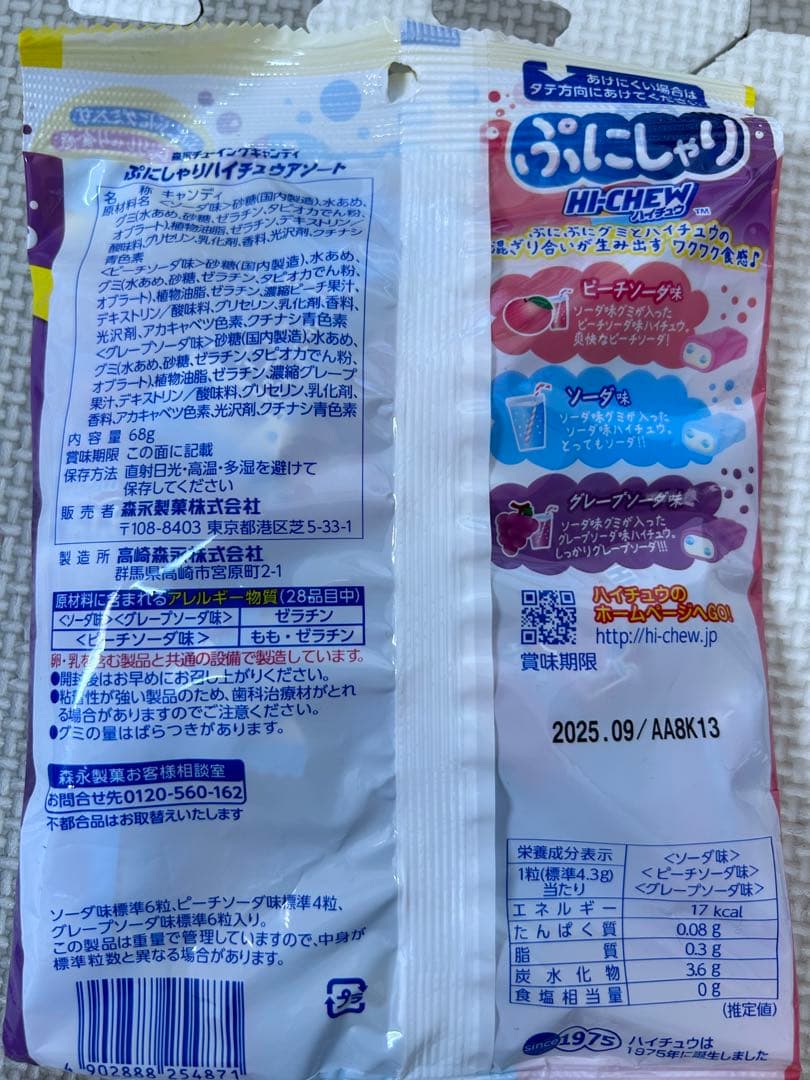 森永チューイングキャンディ
ぷにしゃりハイチュウアソート
名称 キャンディ
原材料名 <ソーダ味>砂糖(国内製造)、水あめ、
グミ(水あめ、砂糖、ゼラチン、タピオカでん粉、
オブラート)、植物油脂、ゼラチン、デキストリン/
酸味料、グリセリン、乳化剤、香料、光沢剤、クチナシ
青色素
<ピーチソーダ味>砂糖(国内製造)、水あめ、
グミ(水あめ、砂糖、ゼラチン、タピオカでん粉、
オブラート)、植物油脂、ゼラチン、濃縮ピーチ果汁、
デキストリン/酸味料、グリセリン、乳化剤、香料、
光沢剤、アカキャベツ色素、クチナシ青色素
<グレープソーダ味>砂糖(国内製造)、水あめ、
グミ(水あめ、砂糖、ゼラチン、タピオカでん粉、
オブラート)、植物油脂、ゼラチン、濃縮グレープ
果汁、デキストリン/酸味料、グリセリン、乳化剤、
香料、アカキャベツ色素、光沢剤、クチナシ青色素
内容量 68g
賞味期限 この面に記載
保存方法 直射日光・高温・多湿を避けて
保存してください
販売者 森永製菓株式会社
〒108-8403 東京都港区芝5-33-1
製造所 高崎森永株式会社
群馬県高崎市宮原町2-1
原材料に含まれるアレルギー物質(28品目中)
<ソーダ味><グレープソーダ味> ゼラチン
<ピーチソーダ味> もも・ゼラチン
卵・乳を含む製品と共通の設備で製造しています。
●開封後はお早めにお召し上がりください。
●粘着性が強い製品のため、歯科治療材がとれ
る場合がありますのでご注意ください。
●グミの量はばらつきがあります。
森永製菓お客様相談室
お問合せ先0120-560-162
不都合品はお取替えいたします
ソーダ味標準6粒、ピーチソーダ味標準4粒、
グレープソーダ味標準6粒入り。
この製品は重量で管理していますので、中身が
標準粒数と異なる場合があります。
プラ
4 902888 254871
あけにくい場合は
タテ方向にあけてください。
ぷにしゃり
HI-CHEW
ハイチュウ™
ぷにぷにグミとハイチュウの
混ざり合いが生み出す ワクワク食感♪
ピーチソーダ味
ソーダ味グミが入った
ピーチソーダ味ハイチュウ。
爽快なピーチソーダ!
ソーダ味
ソーダ味グミが入った
ソーダ味ハイチュウ。
とってもソーダ!!
グレープソーダ味
ソーダ味グミが入った
グレープソーダ味ハイチュウ。
しっかりグレープソーダ!!!
ハイチュウの
ホームページへGO!
http://hi-chew.jp
賞味期限
2025.09/AA8K13
栄養成分表示
1粒(標準4.3g)
当たり
<ソーダ味>
<ピーチソーダ味>
<グレープソーダ味>
エネルギー 17 kcal
たんぱく質 0.08 g
脂質 0.3 g
炭水化物 3.6 g
食塩相当量 0 g
(推定値)
since 1975 ハイチュウは
1975年に誕生しました